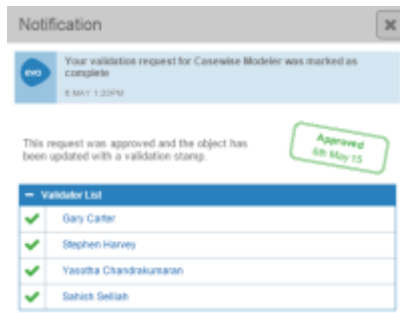 Notification
evo
Your validation request for Casewise Modeler was marked as
complete
8 MAY 1:20PM
This request was approved and the object has
been updated with a validation stamp.
Approved
6th May 15
Validator List
Gary Carter
Stephen Harvey
Yasotha Chandrakumaran
Sahish Selliah